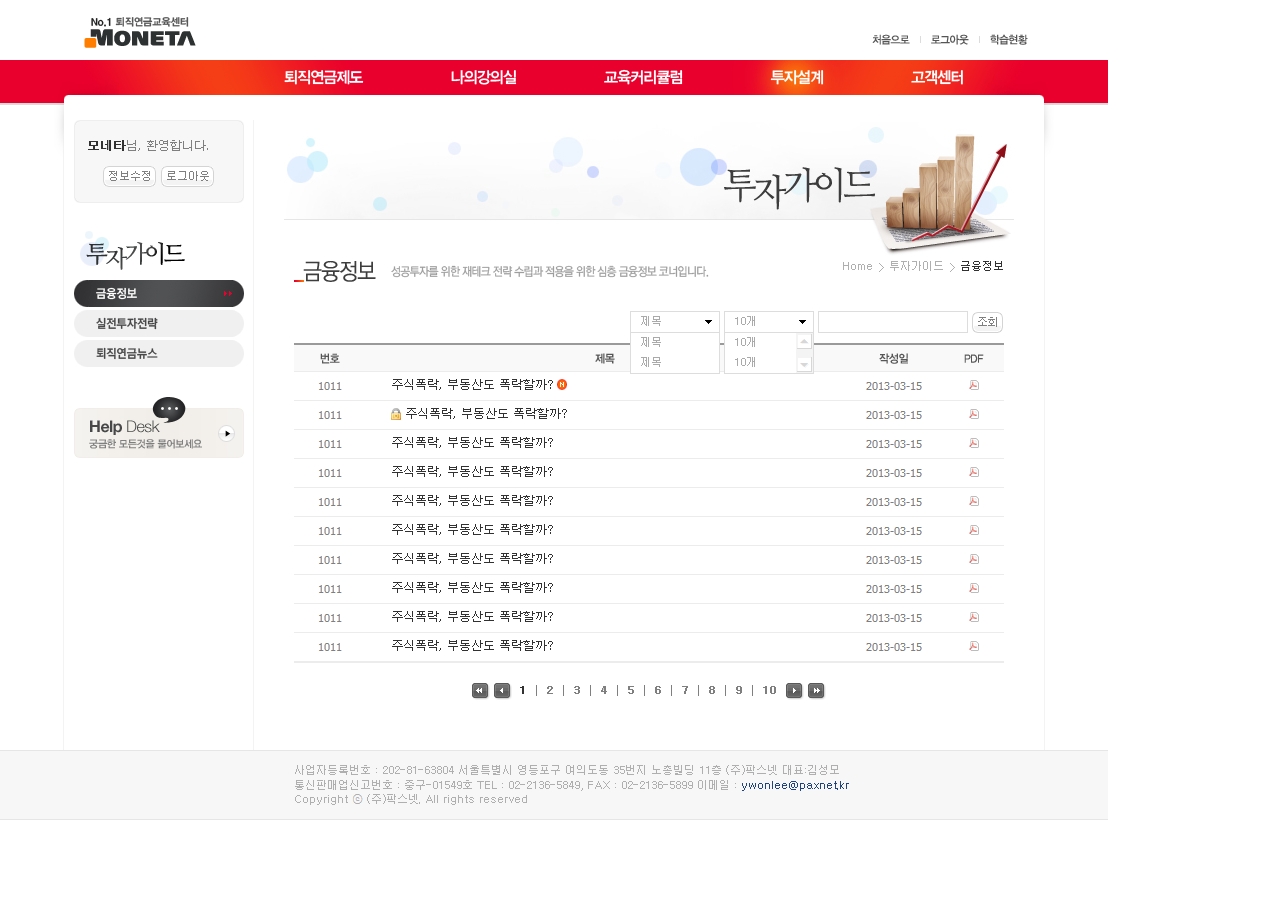 No.1 퇴직연금교육센터
MONETA
처음으로 로그아웃 학습현황
퇴직연금제도 나의강의실 교육커리큘럼 투자설계 고객센터
모네타님, 환영합니다.
정보수정 로그아웃
투자가이드
금융정보
실전투자전략
퇴직연금뉴스
Help Desk
궁금한 모든것을 물어보세요
투자가이드
금융정보 성공투자를 위한 재테크 전략 수립과 적용을 위한 심층 금융정보 코너입니다.
Home > 투자가이드 > 금융정보
제목 10개 조회
제목 10개
제목 10개
번호 제목 작성일 PDF
1011 주식폭락, 부동산도 폭락할까? N 2013-03-15
1011 주식폭락, 부동산도 폭락할까? 2013-03-15
1011 주식폭락, 부동산도 폭락할까? 2013-03-15
1011 주식폭락, 부동산도 폭락할까? 2013-03-15
1011 주식폭락, 부동산도 폭락할까? 2013-03-15
1011 주식폭락, 부동산도 폭락할까? 2013-03-15
1011 주식폭락, 부동산도 폭락할까? 2013-03-15
1011 주식폭락, 부동산도 폭락할까? 2013-03-15
1011 주식폭락, 부동산도 폭락할까? 2013-03-15
1011 주식폭락, 부동산도 폭락할까? 2013-03-15
1 | 2 | 3 | 4 | 5 | 6 | 7 | 8 | 9 | 10
사업자등록번호 : 202-81-63804 서울특별시 영등포구 여의도동 35번지 노총빌딩 11층 (주)팍스넷 대표:김성모
통신판매업신고번호 : 중구-01549호 TEL : 02-2136-5849, FAX : 02-2136-5899 이메일 : ywonlee@paxnet.kr
Copyright ⓒ (주)팍스넷, All rights reserved